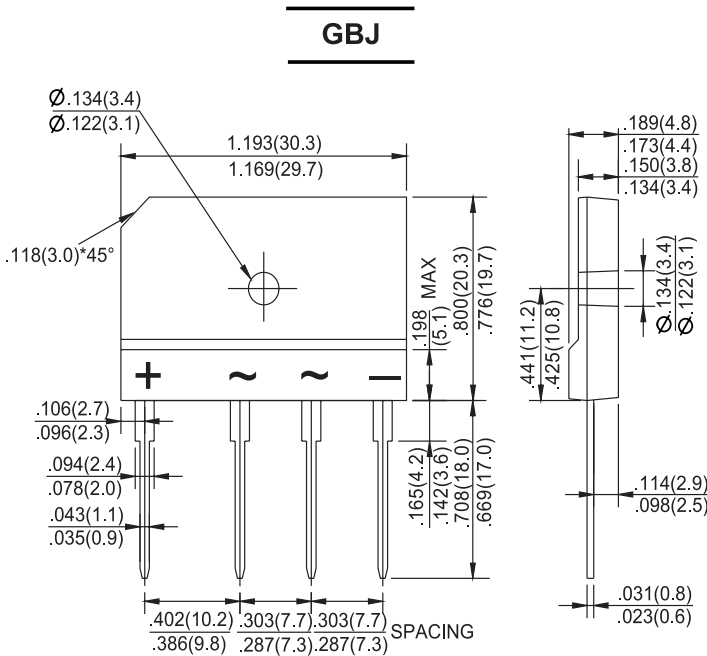 GBJ
Ø.134(3.4)
Ø.122(3.1)
1.193(30.3)
1.169(29.7)
.189(4.8)
.173(4.4)
.150(3.8)
.134(3.4)
.118(3.0)*45°
.198 MAX
(5.1)
.800(20.3)
.776(19.7)
Ø.134(3.4)
Ø.122(3.1)
.441(11.2)
.425(10.8)
+ ~ ~ −
.106(2.7)
.096(2.3)
.094(2.4)
.078(2.0)
.043(1.1)
.035(0.9)
.165(4.2)
.142(3.6)
.708(18.0)
.669(17.0)
.114(2.9)
.098(2.5)
.031(0.8)
.023(0.6)
.402(10.2) .303(7.7) .303(7.7)
.386(9.8) .287(7.3) .287(7.3)
SPACING